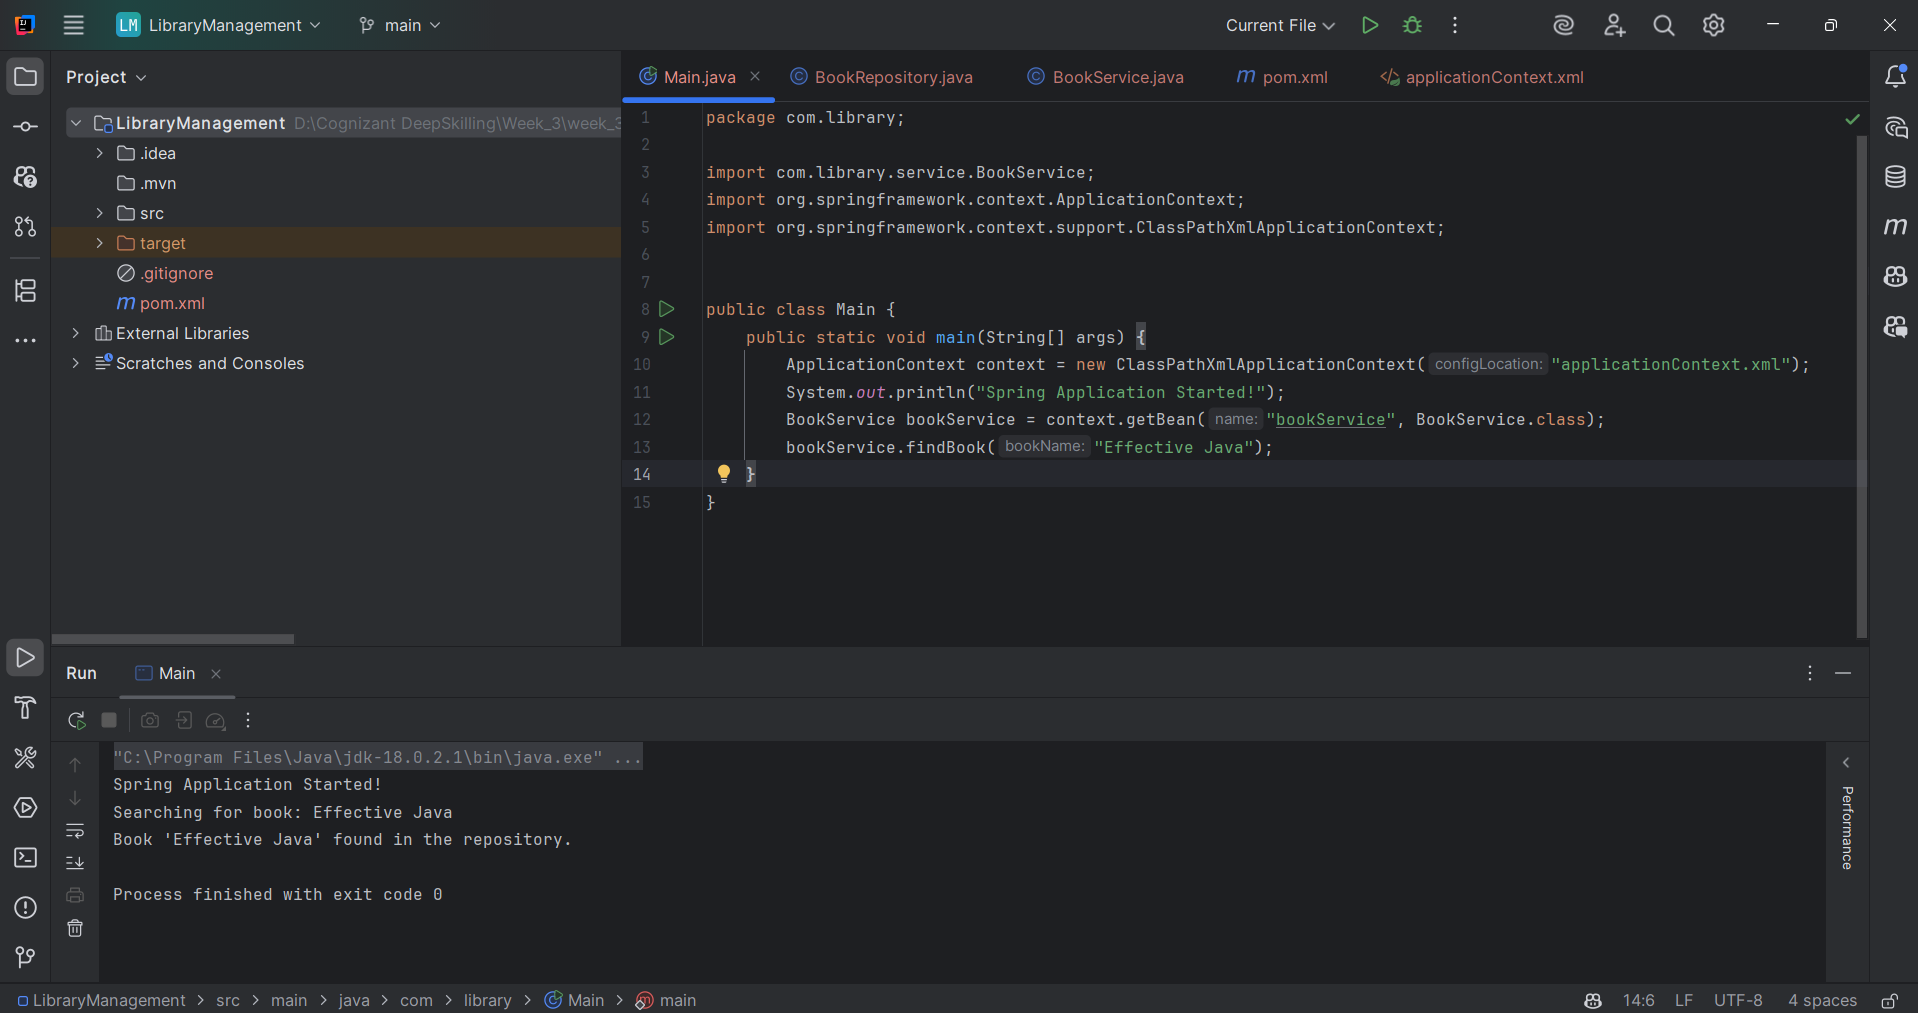 LM LibraryManagement main Current File
Project
Main.java BookRepository.java BookService.java pom.xml applicationContext.xml
LibraryManagement D:\Cognizant DeepSkilling\Week_3\week_3
.idea
.mvn
src
target
.gitignore
pom.xml
External Libraries
Scratches and Consoles
1 package com.library;
2
3 import com.library.service.BookService;
4 import org.springframework.context.ApplicationContext;
5 import org.springframework.context.support.ClassPathXmlApplicationContext;
6
7
8 public class Main {
9 public static void main(String[] args) {
10 ApplicationContext context = new ClassPathXmlApplicationContext( configLocation: "applicationContext.xml");
11 System.out.println("Spring Application Started!");
12 BookService bookService = context.getBean( name: "bookService", BookService.class);
13 bookService.findBook( bookName: "Effective Java");
14 }
15 }
Run Main
"C:\Program Files\Java\jdk-18.0.2.1\bin\java.exe" ...
Spring Application Started!
Searching for book: Effective Java
Book 'Effective Java' found in the repository.
Process finished with exit code 0
Performance
LibraryManagement > src > main > java > com > library > Main > main 14:6 LF UTF-8 4 spaces